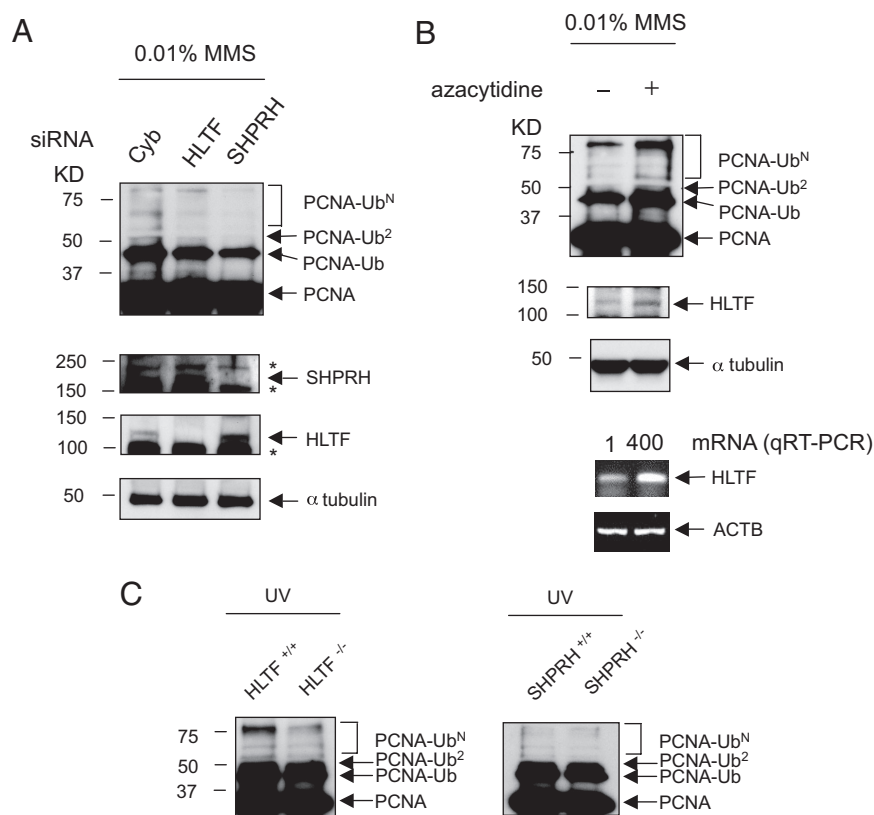 A
0.01% MMS
siRNA
Cyb
HLTF
SHPRH
KD
75
50
37
PCNA-Ub^N
PCNA-Ub^2
PCNA-Ub
PCNA
250
150
*
SHPRH
*
150
100
HLTF
*
50
α tubulin
B
0.01% MMS
azacytidine
− +
KD
75
50
37
PCNA-Ub^N
PCNA-Ub^2
PCNA-Ub
PCNA
150
100
HLTF
50
α tubulin
1 400 mRNA (qRT-PCR)
HLTF
ACTB
C
UV
HLTF +/+
HLTF -/-
75
50
37
PCNA-Ub^N
PCNA-Ub^2
PCNA-Ub
PCNA
UV
SHPRH +/+
SHPRH -/-
PCNA-Ub^N
PCNA-Ub^2
PCNA-Ub
PCNA